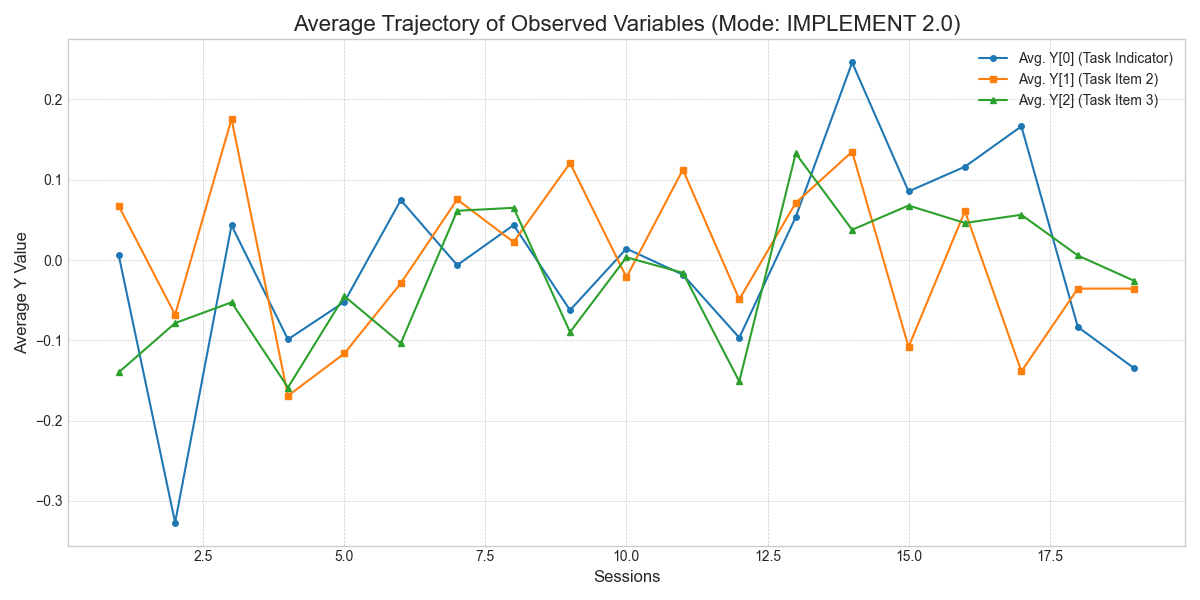 Average Trajectory of Observed Variables (Mode: IMPLEMENT 2.0)
Avg. Y[0] (Task Indicator)
Avg. Y[1] (Task Item 2)
Avg. Y[2] (Task Item 3)
Average Y Value
0.2
0.1
0.0
−0.1
−0.2
−0.3
2.5 5.0 7.5 10.0 12.5 15.0 17.5
Sessions